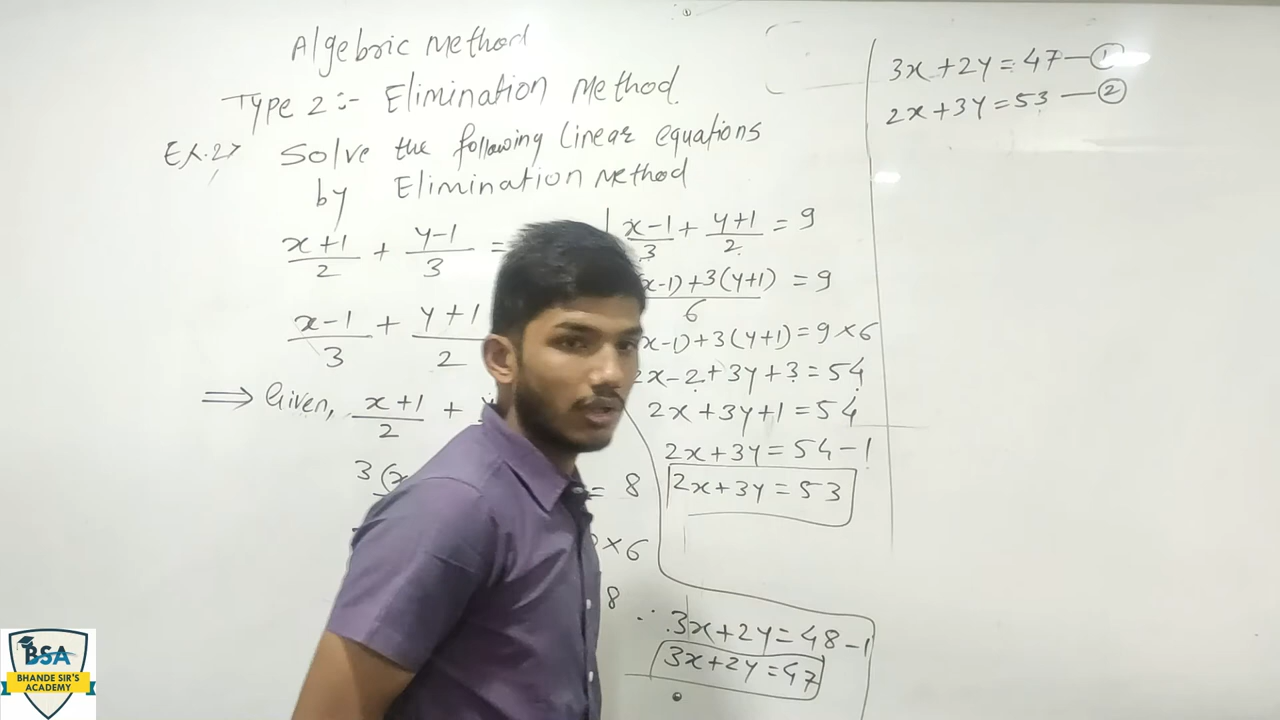 Algebric Method
Type 2 :- Elimination Method.
Ex.2> Solve the following linear equations
by Elimination Method
x+1/2 + y-1/3 =
x-1/3 + y+1/2
⇒ Given, x+1/2 +
3(x
= 8
×6
8
∴ 3x+2y=48-1
3x+2y=47
x-1/3 + y+1/2 = 9
x-1)+3(y+1)/6 = 9
x-1)+3(y+1)=9×6
2x-2+3y+3=54
2x+3y+1=54
2x+3y=54-1
2x+3y=53
3x+2y=47—①
2x+3y=53—②
BSA
BHANDE SIR'S
ACADEMY